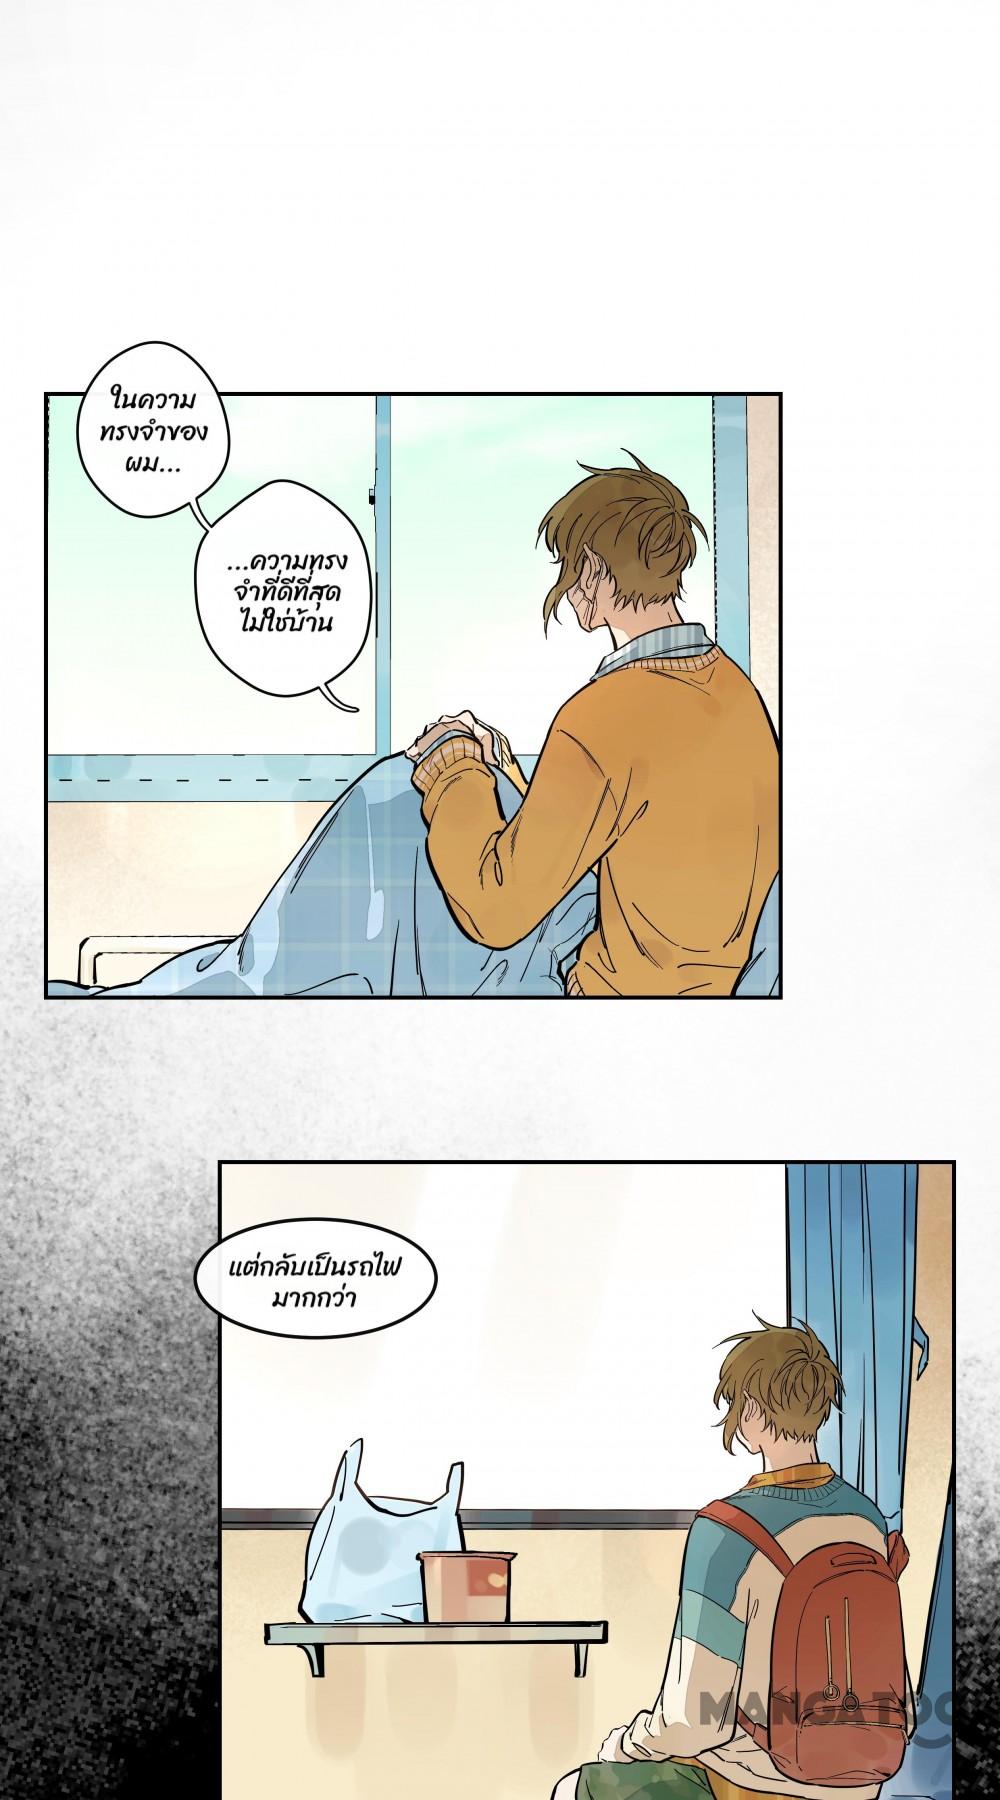 ในความ
ทรงจำของ
ผม...
...ความทรง
จำที่ดีที่สุด
ไม่ใช่บ้าน
แต่กลับเป็นรถไฟ
มากกว่า
MANGATOO